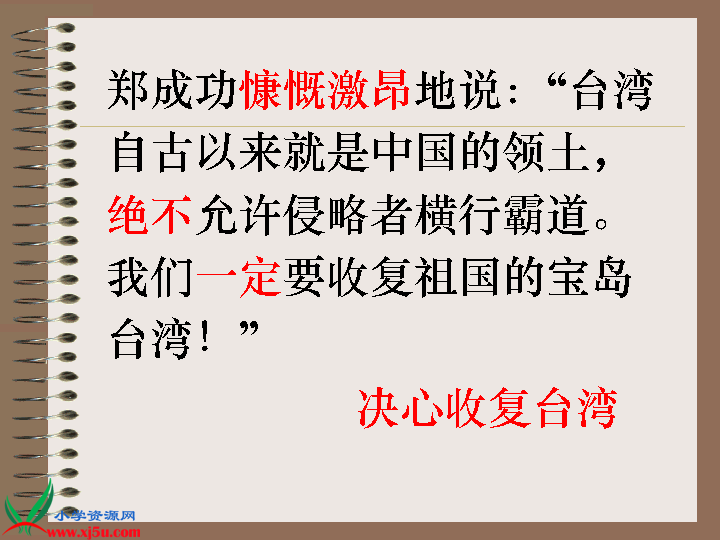 郑成功慷慨激昂地说：“台湾
自古以来就是中国的领土，
绝不允许侵略者横行霸道。
我们一定要收复祖国的宝岛
台湾！”
决心收复台湾
小学资源网
www.xj5u.com